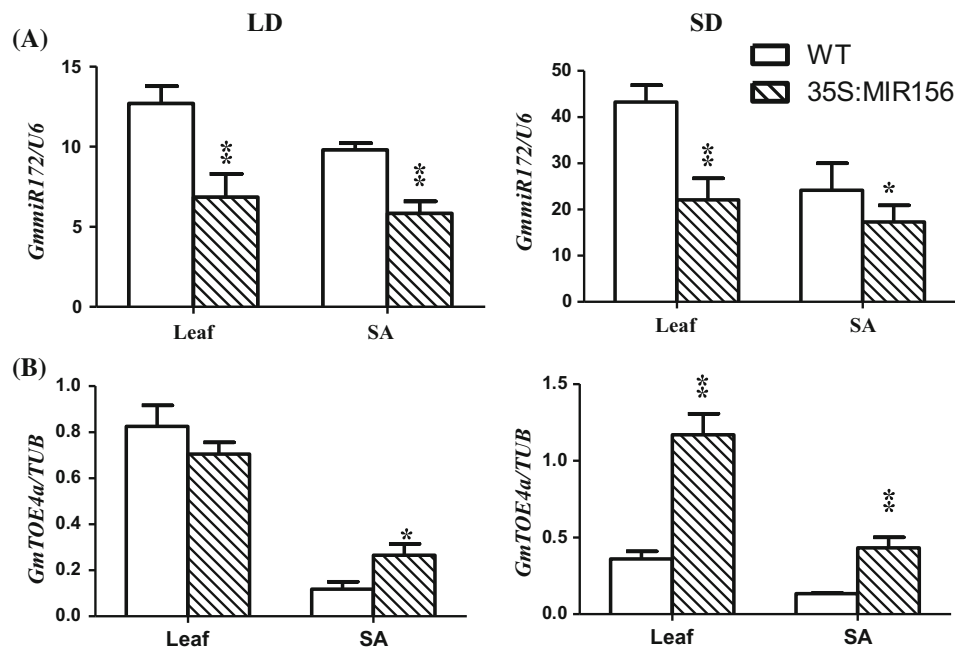 LD
SD
(A)
WT
35S:MIR156
GmmiR172/U6
15
10
5
0
**
**
Leaf
SA
GmmiR172/U6
50
40
30
20
10
0
**
*
Leaf
SA
(B)
GmTOE4a/TUB
1.0
0.8
0.6
0.4
0.2
0.0
*
Leaf
SA
GmTOE4a/TUB
1.5
1.0
0.5
0.0
**
**
Leaf
SA